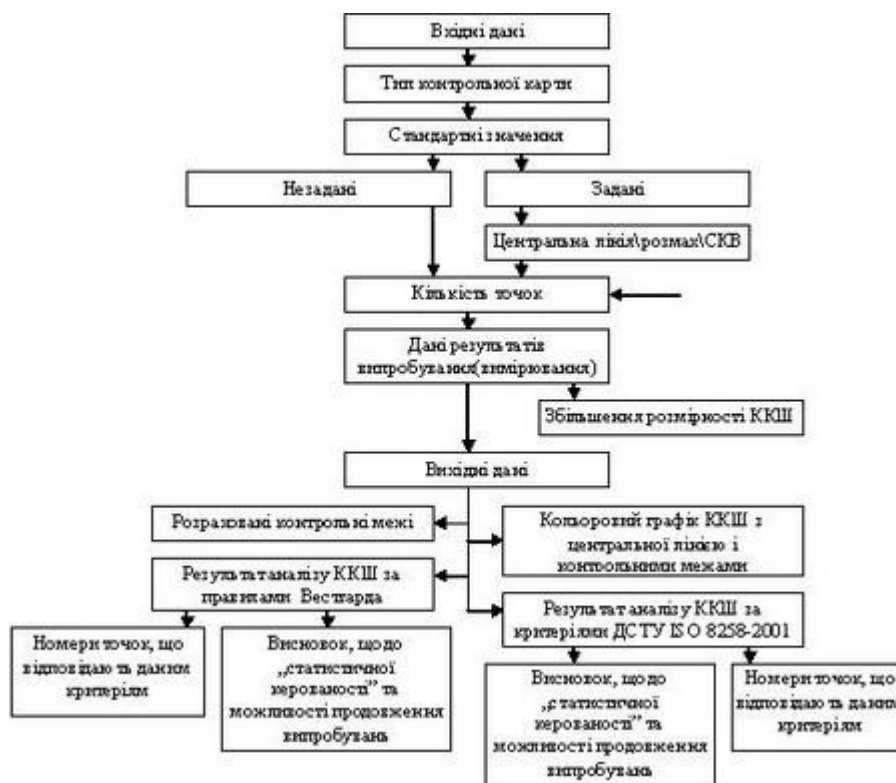 Вхідні дані
Тип контрольної карти
Стандартні значення
Незадані
Задані
Центральна лінія\розмах\СКВ
Кількість точок
Дані результатів
випробування(вимірювання)
Збільшення розмірності ККШ
Вихідні дані
Розраховані контрольні межі
Кольоровий графік ККШ з
центральної лінією і
контрольними межами
Результат аналізу ККШ за
правилами Вестгарда
Результат аналізу ККШ за
критеріями ДСТУ ISO 8258-2001
Номери точок, що
відповідають даним
критеріям
Висновок, щодо
„статистичної
керованості” та
можливості продовження
випробувань
Висновок, щодо
„статистичної
керованості” та
можливості продовження
випробувань
Номери точок, що
відповідають даним
критеріям